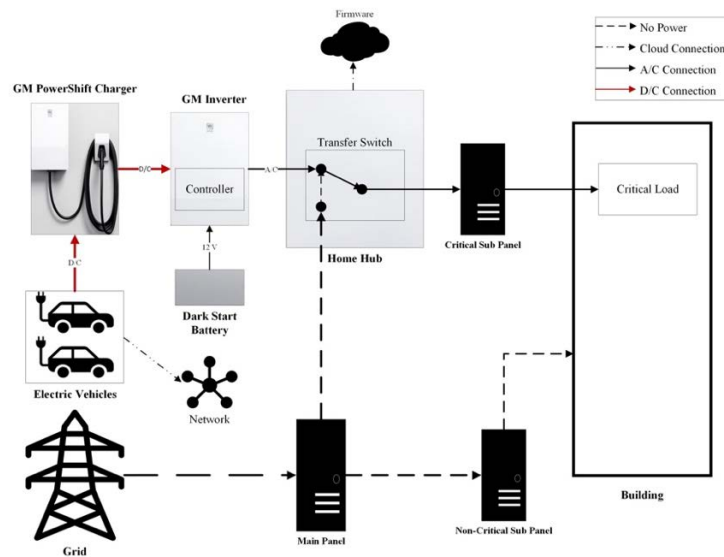 Firmware
No Power
Cloud Connection
A/C Connection
D/C Connection
GM PowerShift Charger
GM Inverter
Transfer Switch
D/C
Controller
A/C
Critical Load
12 V
Home Hub
Critical Sub Panel
D/C
Dark Start
Battery
Electric Vehicles
Network
Grid
Main Panel
Non-Critical Sub Panel
Building